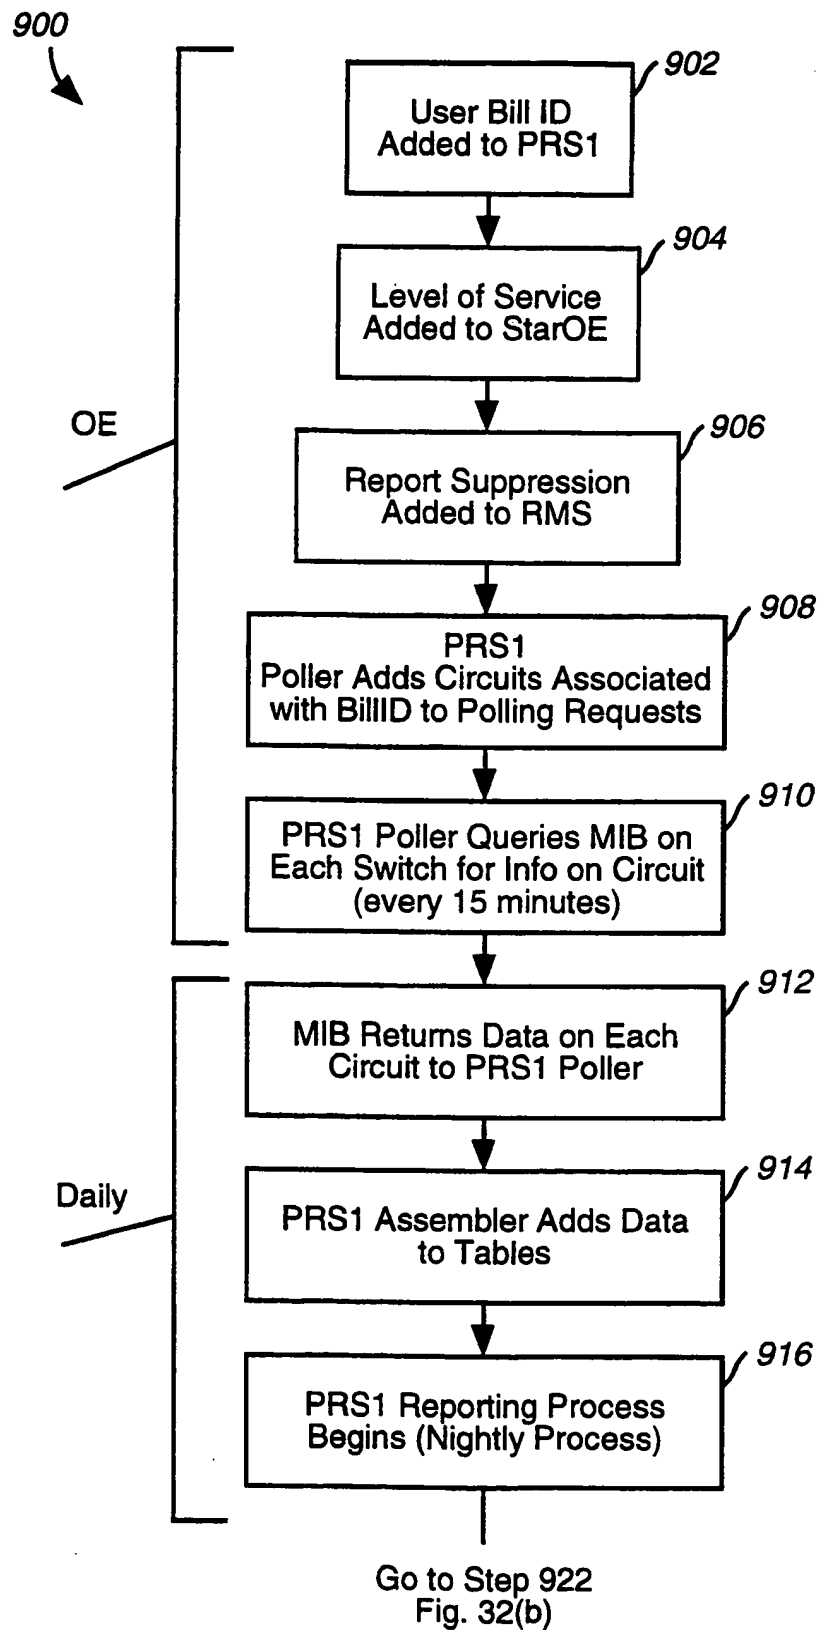 900
902
User Bill ID
Added to PRS1
904
Level of Service
Added to StarOE
OE
906
Report Suppression
Added to RMS
908
PRS1
Poller Adds Circuits Associated
with BillID to Polling Requests
910
PRS1 Poller Queries MIB on
Each Switch for Info on Circuit
(every 15 minutes)
912
MIB Returns Data on Each
Circuit to PRS1 Poller
Daily
914
PRS1 Assembler Adds Data
to Tables
916
PRS1 Reporting Process
Begins (Nightly Process)
Go to Step 922
Fig. 32(b)